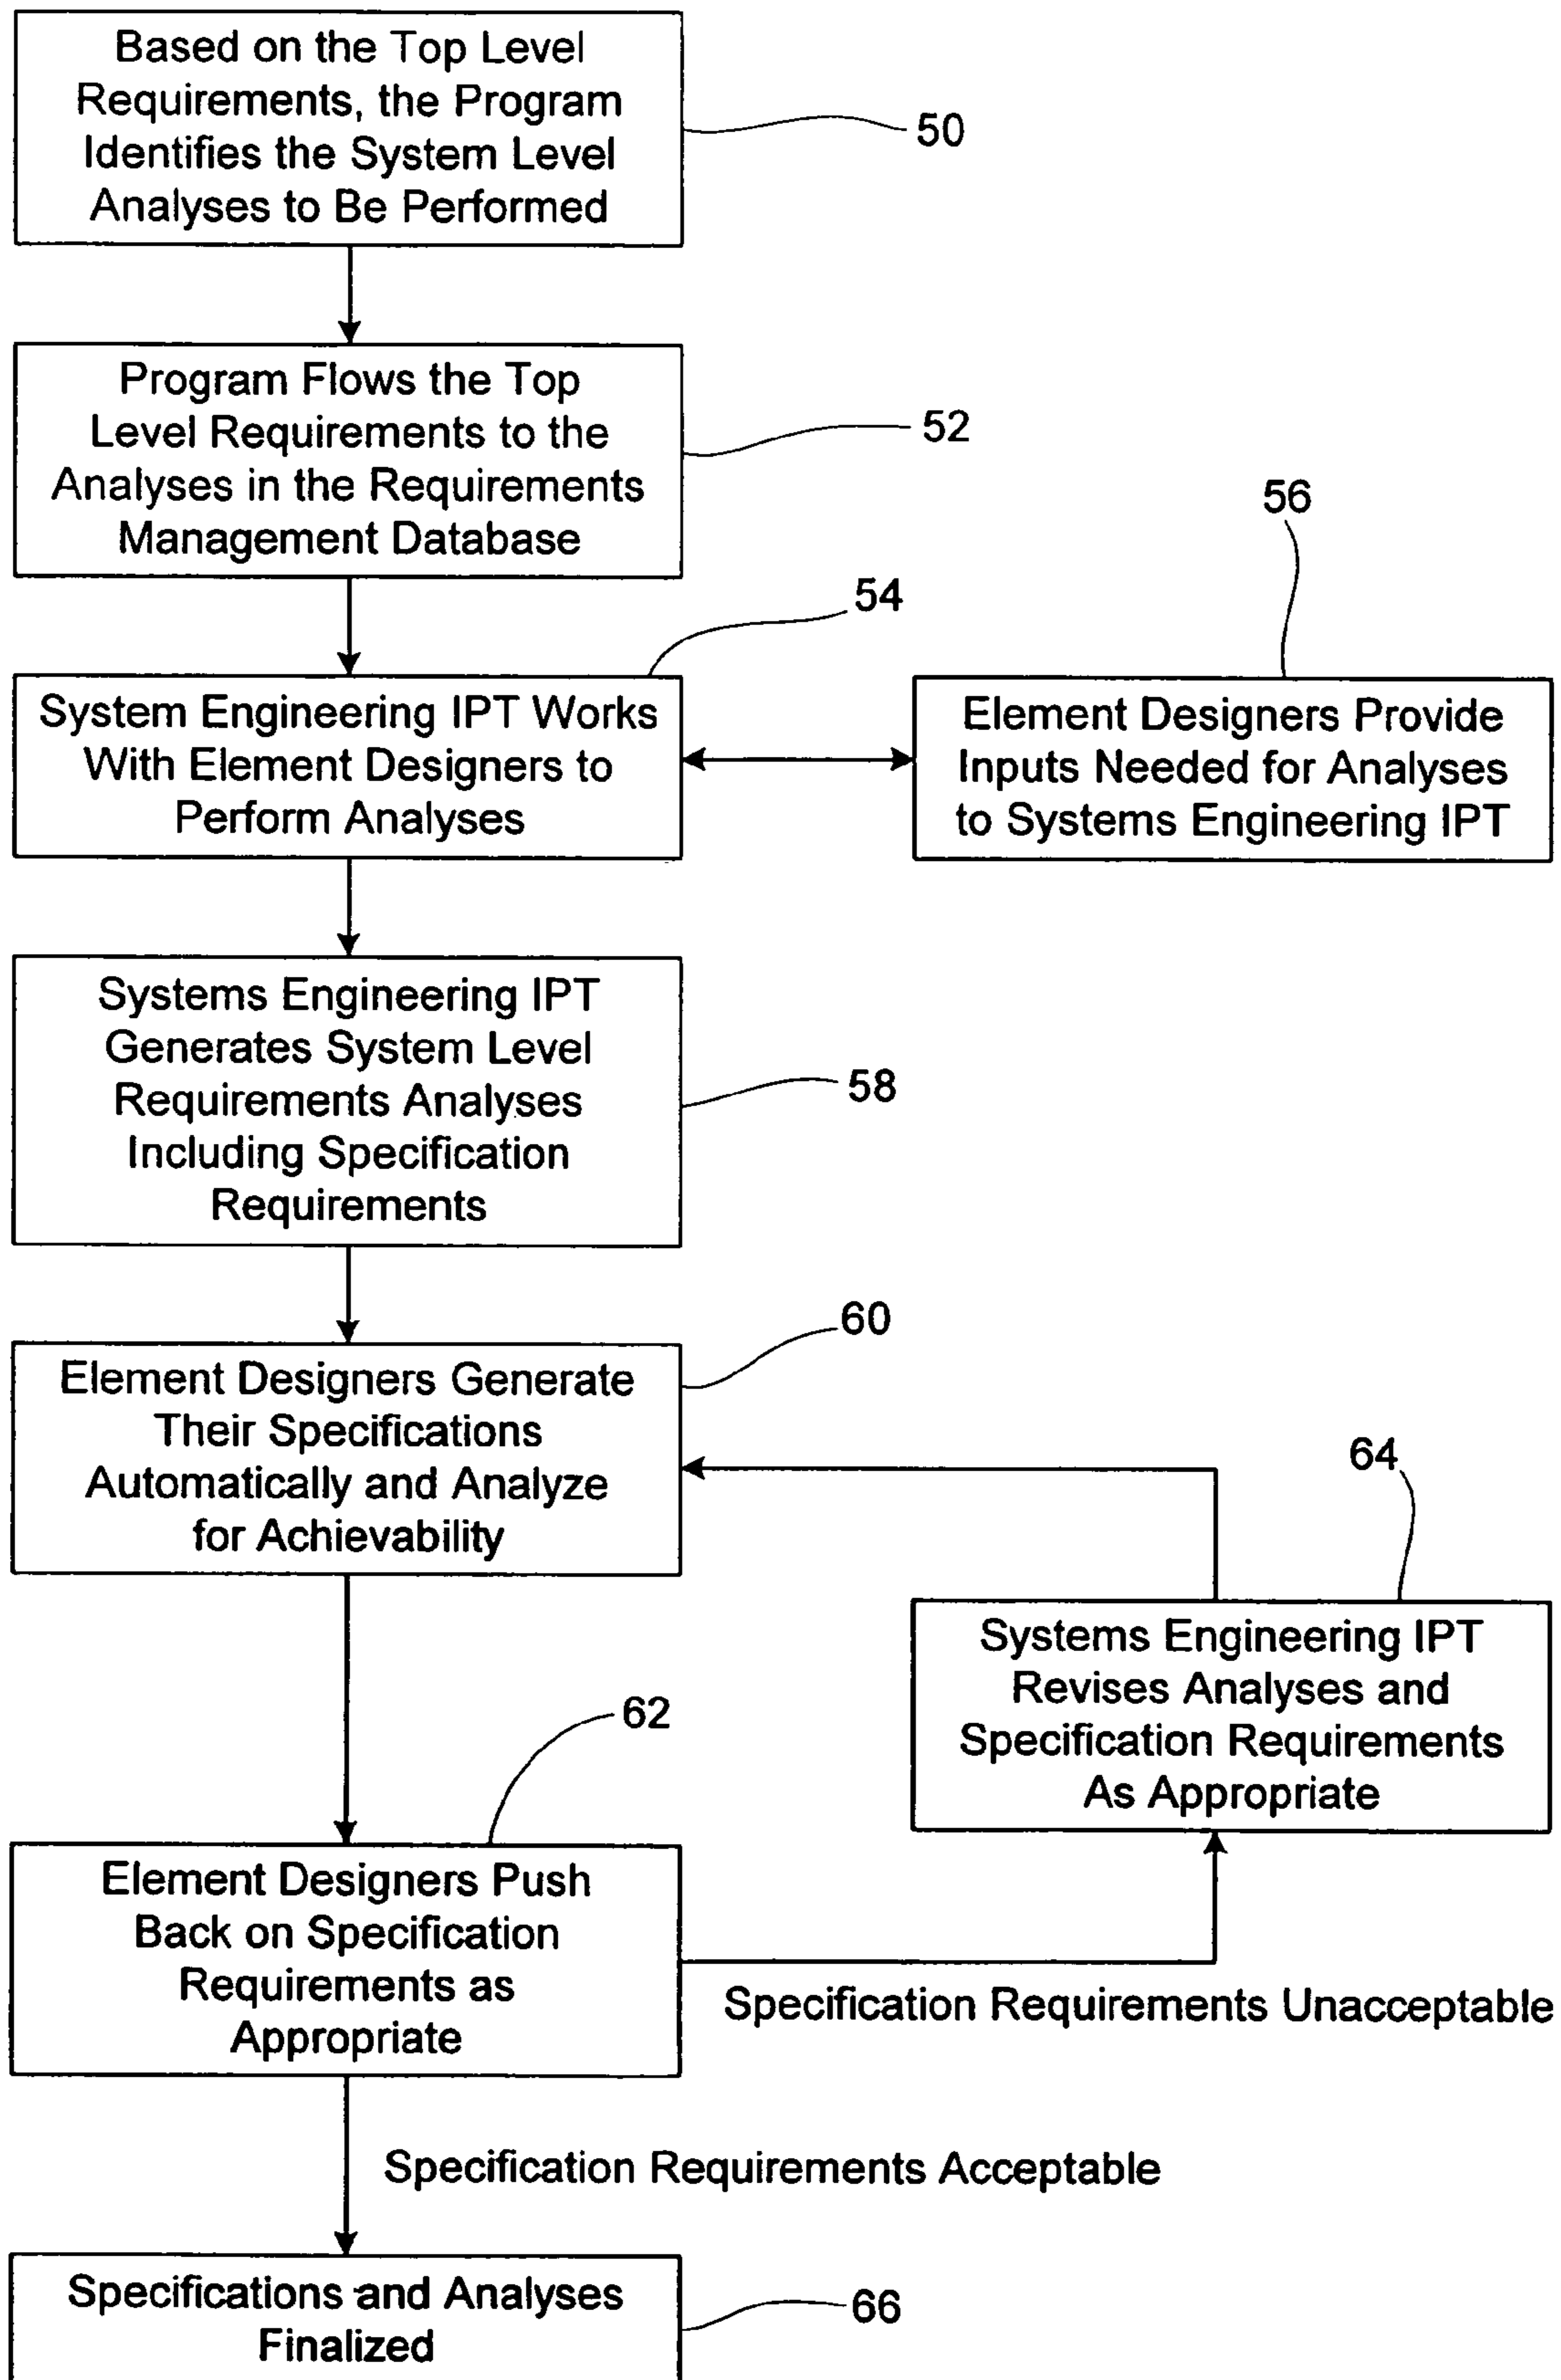 Based on the Top Level
Requirements, the Program
Identifies the System Level
Analyses to Be Performed
50
Program Flows the Top
Level Requirements to the
Analyses in the Requirements
Management Database
52
54
56
System Engineering IPT Works
With Element Designers to
Perform Analyses
Element Designers Provide
Inputs Needed for Analyses
to Systems Engineering IPT
Systems Engineering IPT
Generates System Level
Requirements Analyses
Including Specification
Requirements
58
60
Element Designers Generate
Their Specifications
Automatically and Analyze
for Achievability
64
Systems Engineering IPT
Revises Analyses and
Specification Requirements
As Appropriate
62
Element Designers Push
Back on Specification
Requirements as
Appropriate
Specification Requirements Unacceptable
Specification Requirements Acceptable
Specifications and Analyses
Finalized
66